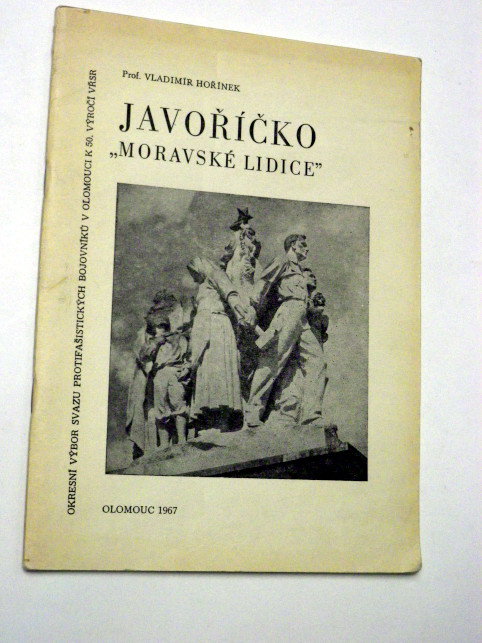 Prof. VLADIMÍR HOŘÍNEK
JAVOŘÍČKO
„MORAVSKÉ LIDICE”
OKRESNÍ VÝBOR SVAZU PROTIFAŠISTICKÝCH BOJOVNÍKŮ V OLOMOUCI K 50. VÝROČÍ VŘSR
OLOMOUC 1967